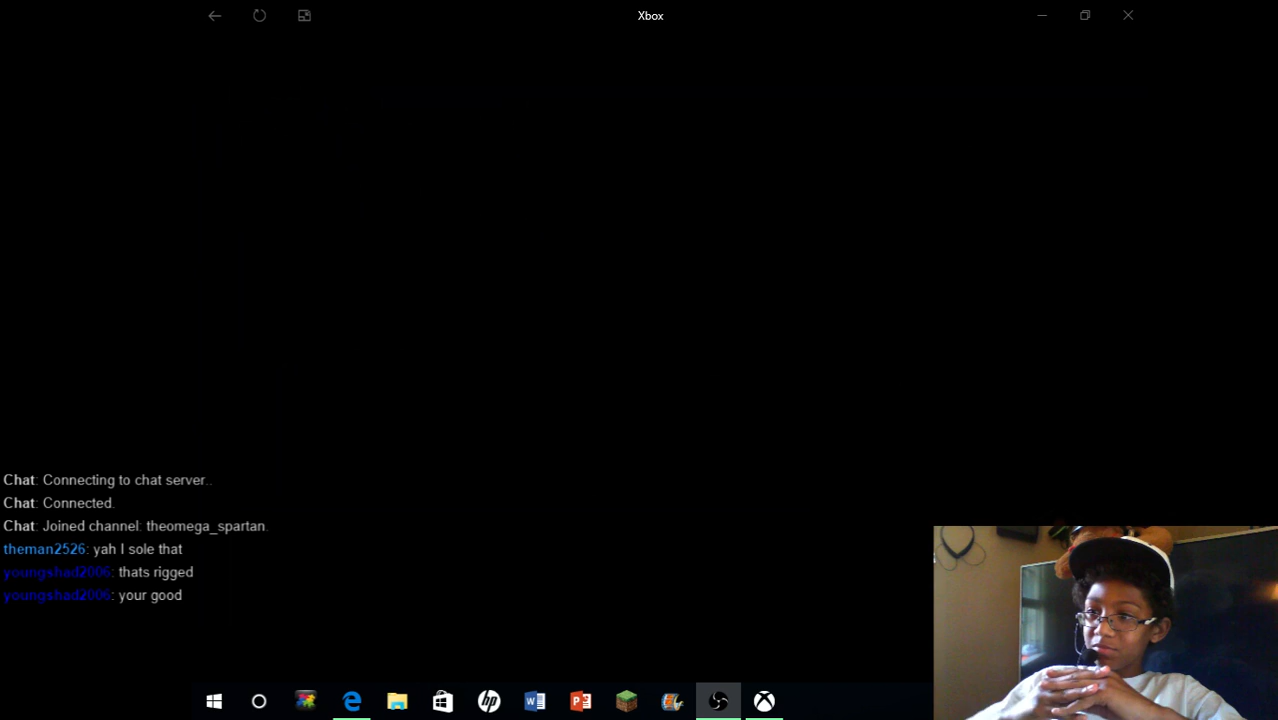 Xbox
Chat: Connecting to chat server..
Chat: Connected.
Chat: Joined channel: theomega_spartan.
theman2526: yah I sole that
youngshad2006: thats rigged
youngshad2006: your good
hp